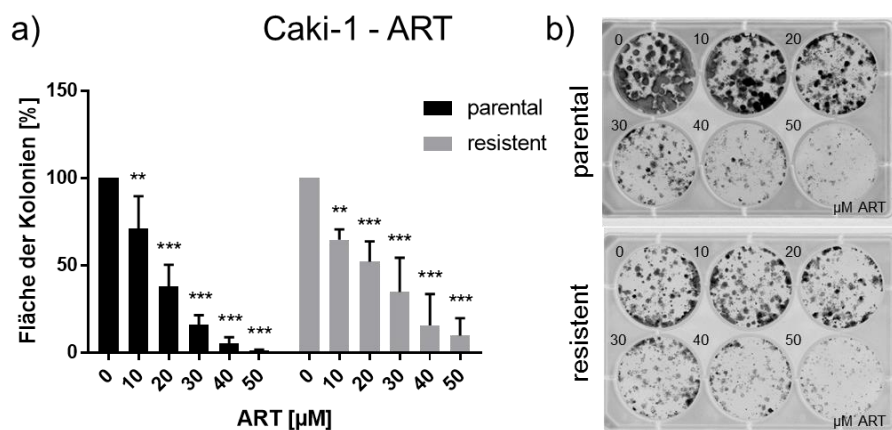 a)
Caki-1 - ART
Fläche der Kolonien [%]
150
100
50
0
parental
resistent
**
***
***
***
***
**
***
***
***
***
0 10 20 30 40 50 0 10 20 30 40 50
ART [µM]
b)
parental
0 10 20
30 40 50
µM ART
resistent
0 10 20
30 40 50
µM ART